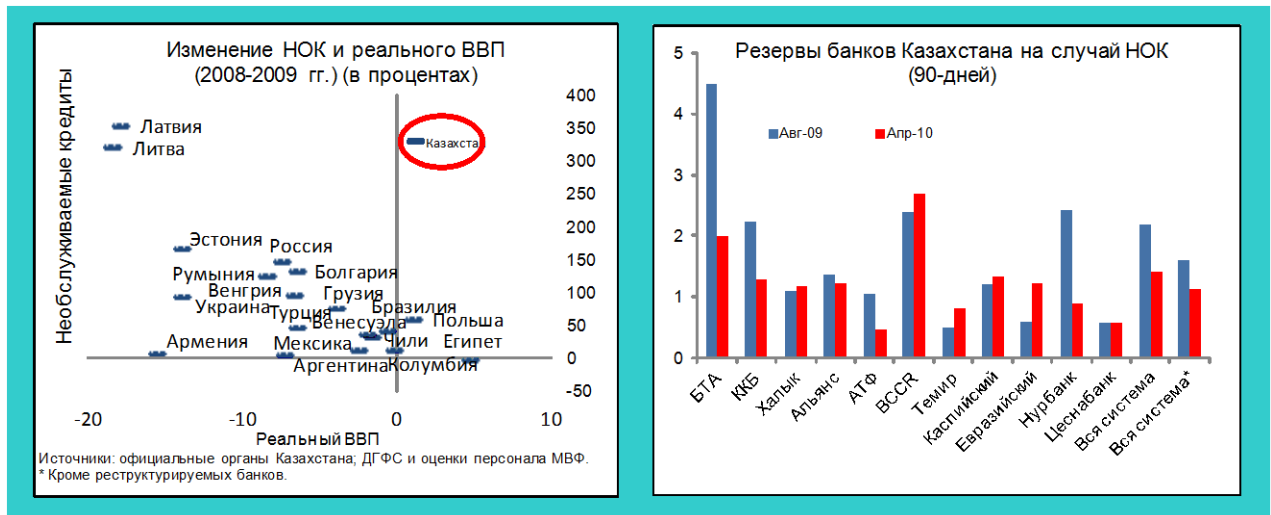 Изменение НОК и реального ВВП
(2008-2009 гг.) (в процентах)
Необслуживаемые кредиты
400
350
300
250
200
150
100
50
0
-50
Латвия
Литва
Казахста
Эстония
Россия
Румыния
Болгария
Венгрия
Грузия
Украина
Турция
Бразилия
Венесуэла
Польша
Армения
Мексика
Чили
Египет
Аргентина
Колумбия
-20
-10
0
10
Реальный ВВП
Источники: официальные органы Казахстана; ДГФС и оценки персонала МВФ.
* Кроме реструктурируемых банков.
Резервы банков Казахстана на случай НОК
(90-дней)
Авг-09
Апр-10
5
4
3
2
1
0
БТА
ККБ
Халык
Альянс
АТФ
BCCR
Темир
Каспийский
Евразийский
Нурбанк
Цеснабанк
Вся система
Вся система*